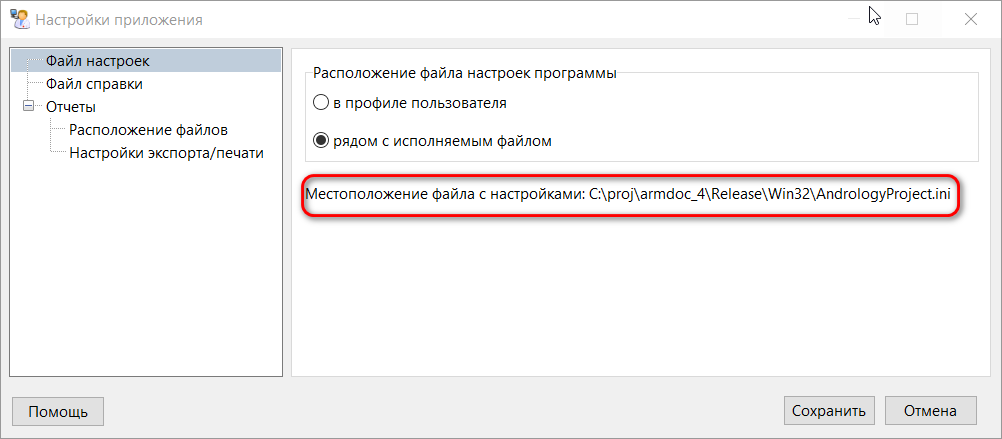 Настройки приложения
Файл настроек
Файл справки
Отчеты
Расположение файлов
Настройки экспорта/печати
Расположение файла настроек программы
в профиле пользователя
рядом с исполняемым файлом
Местоположение файла с настройками: C:\proj\armdoc_4\Release\Win32\AndrologyProject.ini
Помощь
Сохранить
Отмена